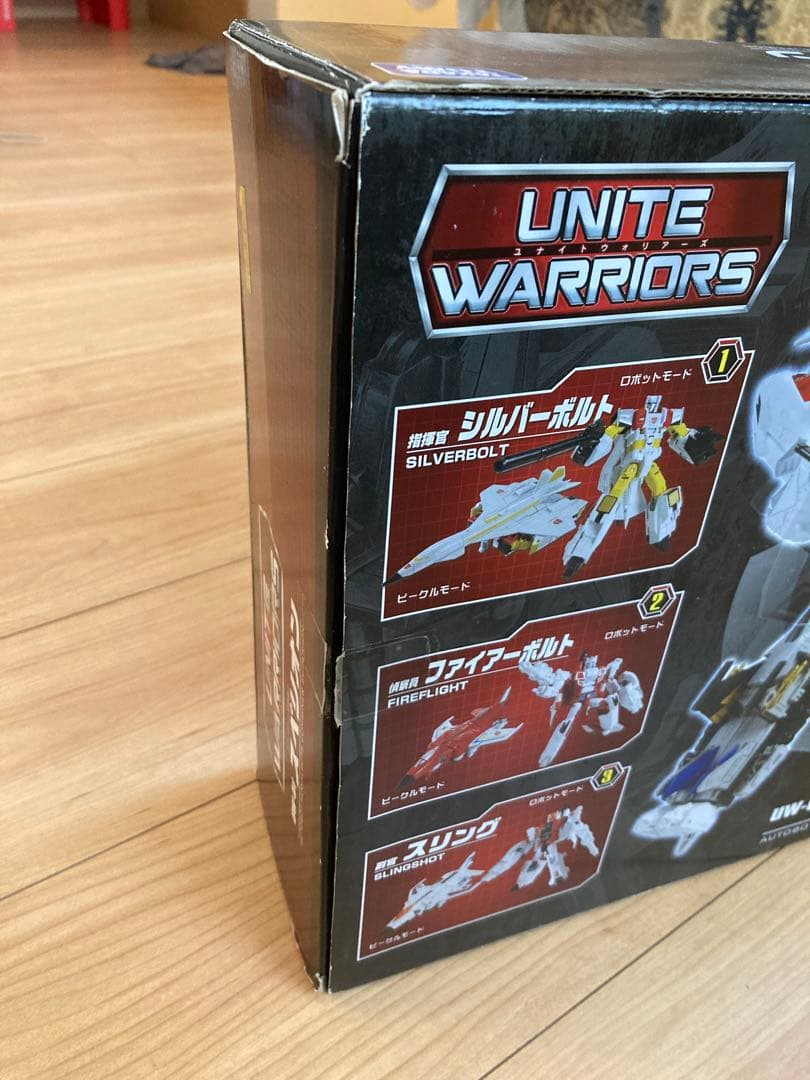 UNITE
ユナイトウォリアーズ
WARRIORS
1
ロボットモード
指揮官 シルバーボルト
SILVERBOLT
ビークルモード
2
ロボットモード
偵察員 ファイアーボルト
FIREFLIGHT
ビークルモード
3
ロボットモード
スリング
SLINGSHOT
ビークルモード
UW-